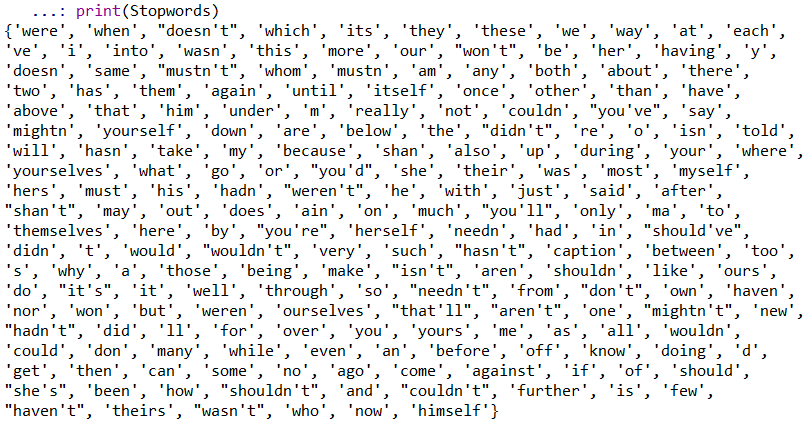 ...: print(Stopwords)
{'were', 'when', "doesn't", 'which', 'its', 'they', 'these', 'we', 'way', 'at', 'each',
've', 'i', 'into', 'wasn', 'this', 'more', 'our', "won't", 'be', 'her', 'having', 'y',
'doesn', 'same', "mustn't", 'whom', 'mustn', 'am', 'any', 'both', 'about', 'there',
'two', 'has', 'them', 'again', 'until', 'itself', 'once', 'other', 'than', 'have',
'above', 'that', 'him', 'under', 'm', 'really', 'not', 'couldn', "you've", 'say',
'mightn', 'yourself', 'down', 'are', 'below', 'the', "didn't", 're', 'o', 'isn', 'told',
'will', 'hasn', 'take', 'my', 'because', 'shan', 'also', 'up', 'during', 'your', 'where',
'yourselves', 'what', 'go', 'or', "you'd", 'she', 'their', 'was', 'most', 'myself',
'hers', 'must', 'his', 'hadn', "weren't", 'he', 'with', 'just', 'said', 'after',
"shan't", 'may', 'out', 'does', 'ain', 'on', 'much', "you'll", 'only', 'ma', 'to',
'themselves', 'here', 'by', "you're", 'herself', 'needn', 'had', 'in', "should've",
'didn', 't', 'would', "wouldn't", 'very', 'such', "hasn't", 'caption', 'between', 'too',
's', 'why', 'a', 'those', 'being', 'make', "isn't", 'aren', 'shouldn', 'like', 'ours',
'do', "it's", 'it', 'well', 'through', 'so', "needn't", 'from', "don't", 'own', 'haven',
'nor', 'won', 'but', 'weren', 'ourselves', "that'll", "aren't", 'one', "mightn't", 'new',
"hadn't", 'did', 'll', 'for', 'over', 'you', 'yours', 'me', 'as', 'all', 'wouldn',
'could', 'don', 'many', 'while', 'even', 'an', 'before', 'off', 'know', 'doing', 'd',
'get', 'then', 'can', 'some', 'no', 'ago', 'come', 'against', 'if', 'of', 'should',
"she's", 'been', 'how', "shouldn't", 'and', "couldn't", 'further', 'is', 'few',
"haven't", 'theirs', "wasn't", 'who', 'now', 'himself'}